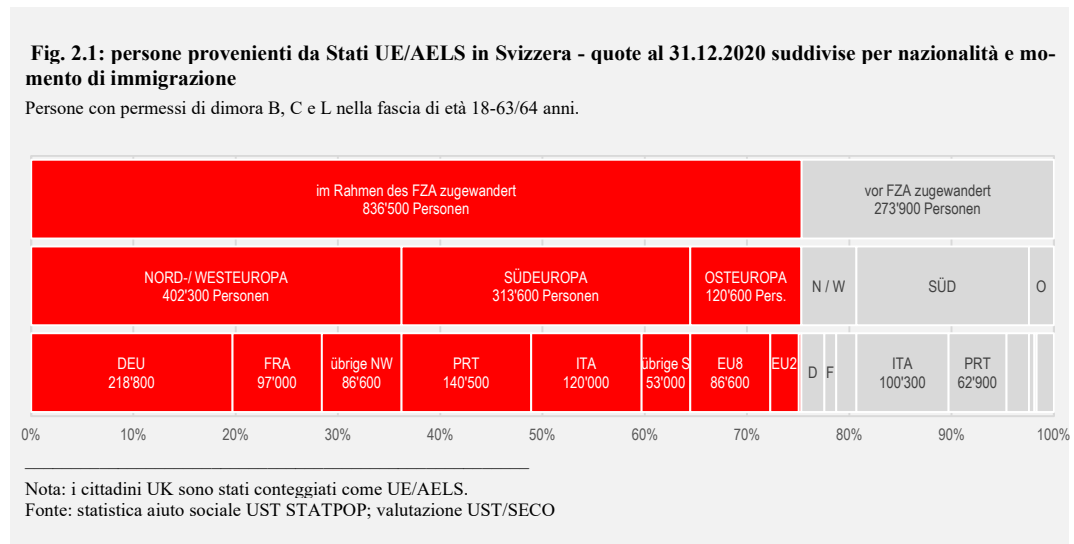 Fig. 2.1: persone provenienti da Stati UE/AELS in Svizzera - quote al 31.12.2020 suddivise per nazionalità e mo-
mento di immigrazione
Persone con permessi di dimora B, C e L nella fascia di età 18-63/64 anni.
im Rahmen des FZA zugewandert
836'500 Personen
vor FZA zugewandert
273'900 Personen
NORD-/ WESTEUROPA
402'300 Personen
SÜDEUROPA
313'600 Personen
OSTEUROPA
120'600 Pers.
N / W
SÜD
O
DEU
218'800
FRA
97'000
übrige NW
86'600
PRT
140'500
ITA
120'000
übrige S
53'000
EU8
86'600
EU2
D
F
ITA
100'300
PRT
62'900
0% 10% 20% 30% 40% 50% 60% 70% 80% 90% 100%
Nota: i cittadini UK sono stati conteggiati come UE/AELS.
Fonte: statistica aiuto sociale UST STATPOP; valutazione UST/SECO